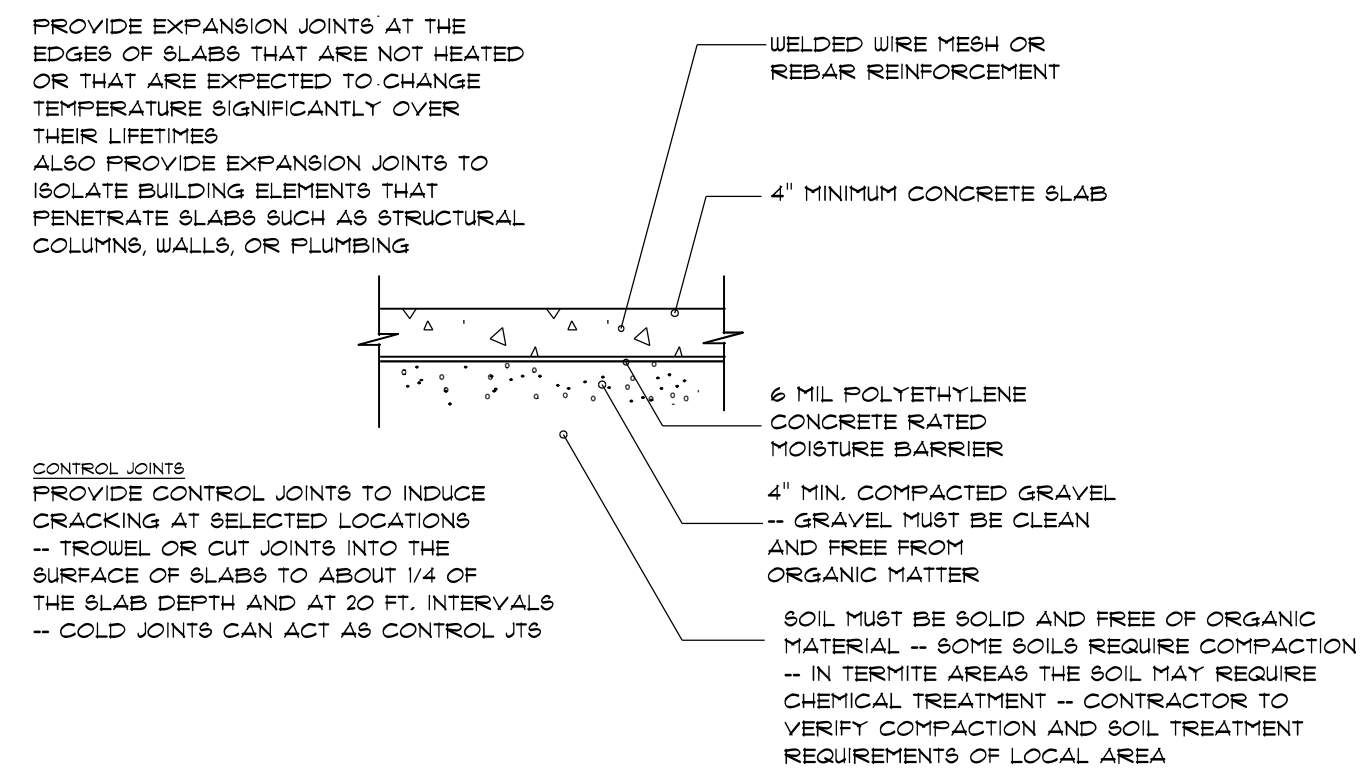 PROVIDE EXPANSION JOINTS AT THE
EDGES OF SLABS THAT ARE NOT HEATED
OR THAT ARE EXPECTED TO CHANGE
TEMPERATURE SIGNIFICANTLY OVER
THEIR LIFETIMES
ALSO PROVIDE EXPANSION JOINTS TO
ISOLATE BUILDING ELEMENTS THAT
PENETRATE SLABS SUCH AS STRUCTURAL
COLUMNS, WALLS, OR PLUMBING
WELDED WIRE MESH OR
REBAR REINFORCEMENT
4" MINIMUM CONCRETE SLAB
6 MIL POLYETHYLENE
CONCRETE RATED
MOISTURE BARRIER
CONTROL JOINTS
PROVIDE CONTROL JOINTS TO INDUCE
CRACKING AT SELECTED LOCATIONS
-- TROWEL OR CUT JOINTS INTO THE
SURFACE OF SLABS TO ABOUT 1/4 OF
THE SLAB DEPTH AND AT 20 FT. INTERVALS
-- COLD JOINTS CAN ACT AS CONTROL JTS
4" MIN. COMPACTED GRAVEL
-- GRAVEL MUST BE CLEAN
AND FREE FROM
ORGANIC MATTER
SOIL MUST BE SOLID AND FREE OF ORGANIC
MATERIAL -- SOME SOILS REQUIRE COMPACTION
-- IN TERMITE AREAS THE SOIL MAY REQUIRE
CHEMICAL TREATMENT -- CONTRACTOR TO
VERIFY COMPACTION AND SOIL TREATMENT
REQUIREMENTS OF LOCAL AREA